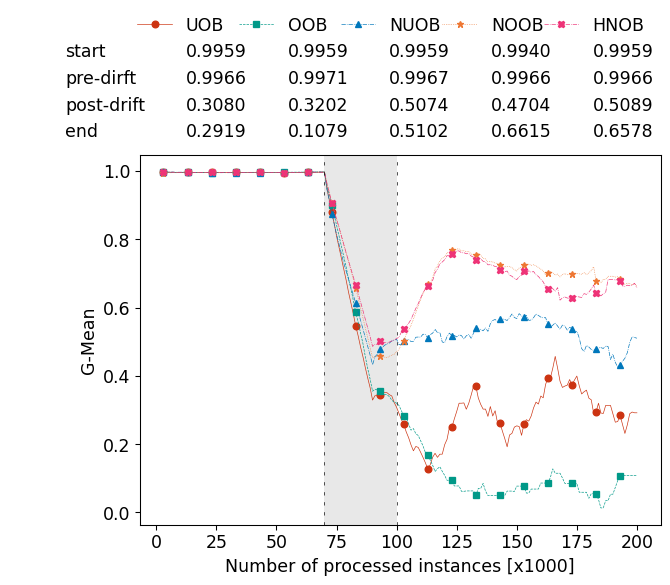 UOB OOB NUOB NOOB HNOB
start 0.9959 0.9959 0.9959 0.9940 0.9959
pre-dirft 0.9966 0.9971 0.9967 0.9966 0.9966
post-drift 0.3080 0.3202 0.5074 0.4704 0.5089
end 0.2919 0.1079 0.5102 0.6615 0.6578
1.0
0.8
0.6
0.4
0.2
0.0
G-Mean
0 25 50 75 100 125 150 175 200
Number of processed instances [x1000]